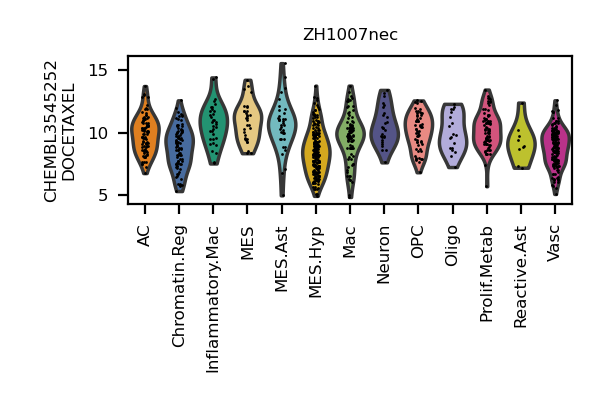 ZH1007nec
CHEMBL3545252
DOCETAXEL
15
10
5
AC
Chromatin.Reg
Inflammatory.Mac
MES
MES.Ast
MES.Hyp
Mac
Neuron
OPC
Oligo
Prolif.Metab
Reactive.Ast
Vasc